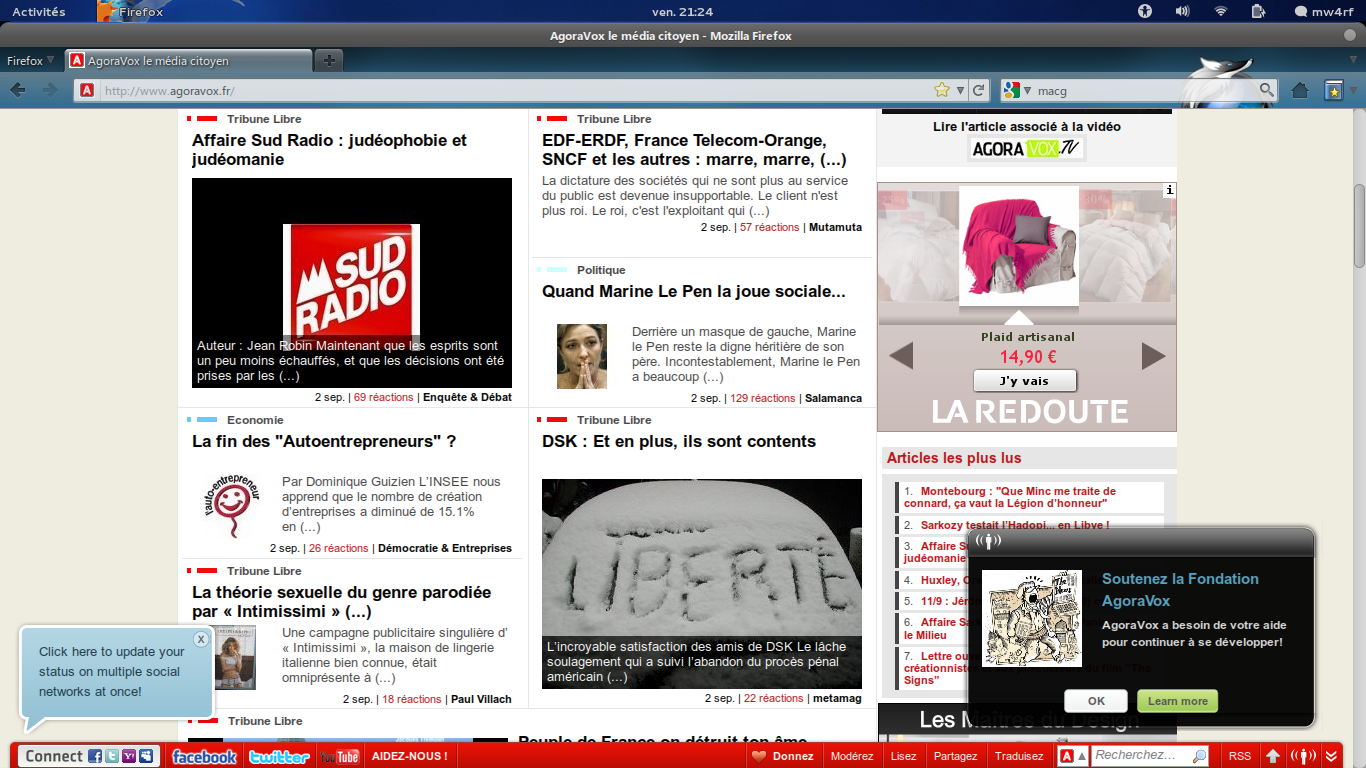 Activités
Firefox
ven. 21:24
mw4rf
AgoraVox le média citoyen - Mozilla Firefox
Firefox
AgoraVox le média citoyen
http://www.agoravox.fr/
macg
Tribune Libre
Affaire Sud Radio : judéophobie et
judéomanie
SUD
RADIO
Auteur : Jean Robin Maintenant que les esprits sont
un peu moins échauffés, et que les décisions ont été
prises par les (...)
2 sep. | 69 réactions | Enquête & Débat
Economie
La fin des "Autoentrepreneurs" ?
l'auto-entrepreneur
Par Dominique Guizien L'INSEE nous
apprend que le nombre de création
d'entreprises a diminué de 15.1%
en (...)
2 sep. | 26 réactions | Démocratie & Entreprises
Tribune Libre
La théorie sexuelle du genre parodiée
par « Intimissimi » (...)
Une campagne publicitaire singulière d'
« Intimissimi », la maison de lingerie
italienne bien connue, était
omniprésente à (...)
2 sep. | 18 réactions | Paul Villach
Tribune Libre
Tribune Libre
EDF-ERDF, France Telecom-Orange,
SNCF et les autres : marre, marre, (...)
La dictature des sociétés qui ne sont plus au service
du public est devenue insupportable. Le client n'est
plus roi. Le roi, c'est l'exploitant qui (...)
2 sep. | 57 réactions | Mutamuta
Politique
Quand Marine Le Pen la joue sociale...
Derrière un masque de gauche, Marine
le Pen reste la digne héritière de son
père. Incontestablement, Marine le Pen
a beaucoup (...)
2 sep. | 129 réactions | Salamanca
Tribune Libre
DSK : Et en plus, ils sont contents
LIBERTÉ
L'incroyable satisfaction des amis de DSK Le lâche
soulagement qui a suivi l'abandon du procès pénal
américain (...)
2 sep. | 22 réactions | metamag
Peuple de France on détruit ton âme
Lire l'article associé à la vidéo
AGORAVOX.TV
i
Plaid artisanal
14,90 €
J'y vais
LA REDOUTE
Articles les plus lus
1. Montebourg : "Que Minc me traite de
connard, ça vaut la Légion d'honneur"
2. Sarkozy testait l'Hadopi... en Libye !
3. Affaire
judéomanie
4. Huxley,
5. 11/9 :
6. Affaire
le Milieu
7. Lettre
créationnistes du film "The
Signs"
Les Maîtres du Design
Soutenez la Fondation
AgoraVox
AgoraVox a besoin de votre aide
pour continuer à se développer!
OK
Learn more
x
Click here to update your
status on multiple social
networks at once!
Connect
facebook
twitter
YouTube
AIDEZ-NOUS !
Donnez
Modérez
Lisez
Partagez
Traduisez
A
Recherchez...
RSS